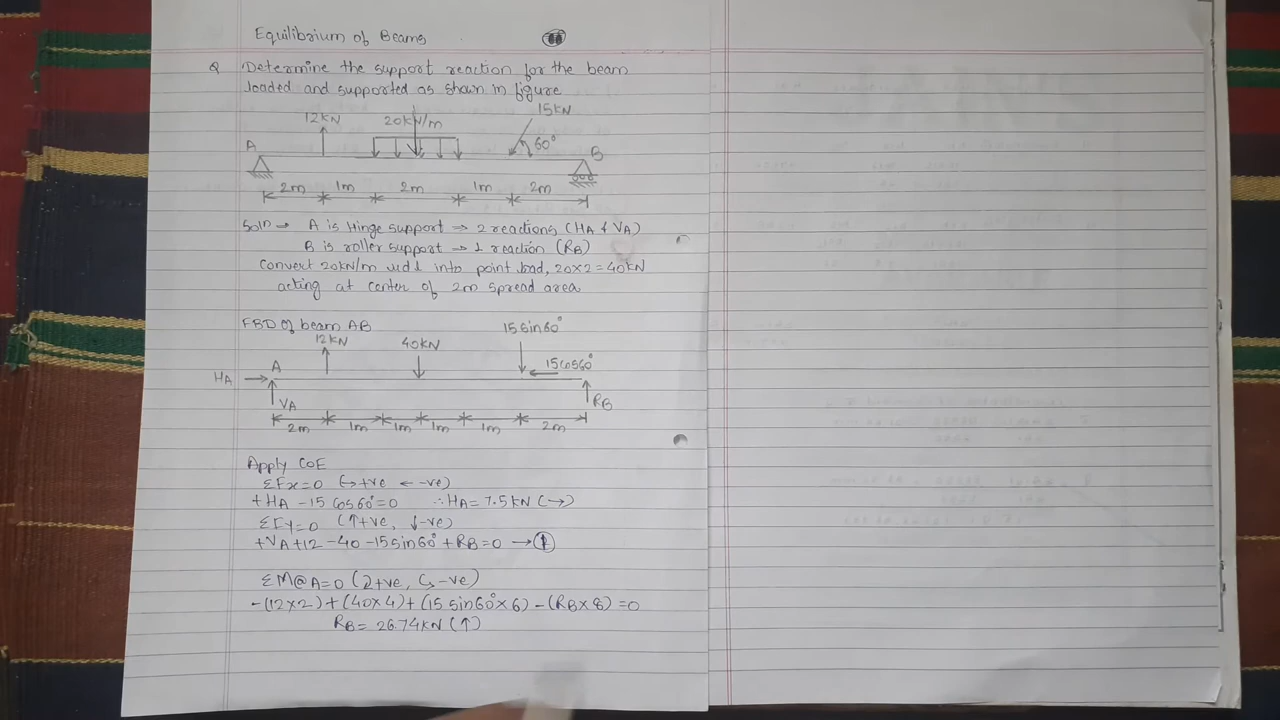 Equilibrium of Beams
Q Determine the support reaction for the beam
loaded and supported as shown in figure
12kN 20kN/m 15kN
A 60° B
2m 1m 2m 1m 2m
Soln → A is Hinge support → 2 reactions (HA & VA)
B is roller support → 1 reaction (RB)
Convert 20kN/m udl into point load, 20×2=40kN
acting at center of 2m spread area
FBD of beam AB 15sin60°
12kN 40kN
A 15cos60°
HA
VA RB
2m 1m 1m 1m 1m 2m
Apply COE
ΣFx=0 (→+ve ←-ve)
+HA -15cos60°=0 ∴HA=7.5kN(→)
ΣFy=0 (↑+ve, ↓-ve)
+VA+12-40-15sin60°+RB=0 →①
ΣM@A=0 (↻+ve, ↺-ve)
-(12×2)+(40×4)+(15sin60°×6)-(RB×8)=0
RB=26.74kN(↑)